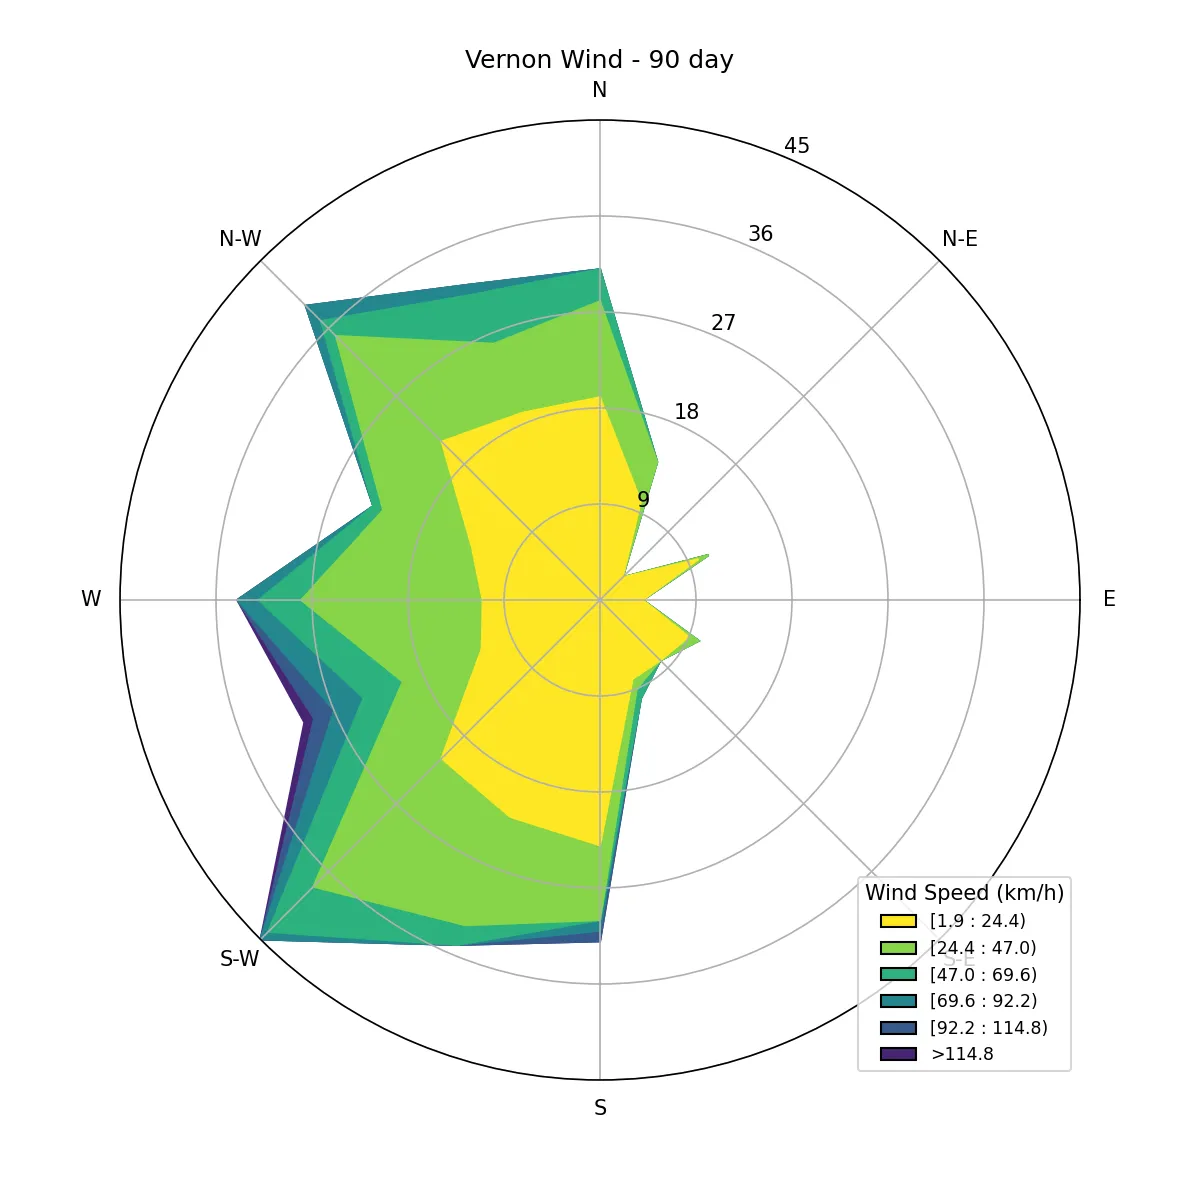 Vernon Wind - 90 day
N
45
36
N-W
N-E
27
18
9
W
E
S-W
S-E
S
Wind Speed (km/h)
[1.9 : 24.4)
[24.4 : 47.0)
[47.0 : 69.6)
[69.6 : 92.2)
[92.2 : 114.8)
>114.8